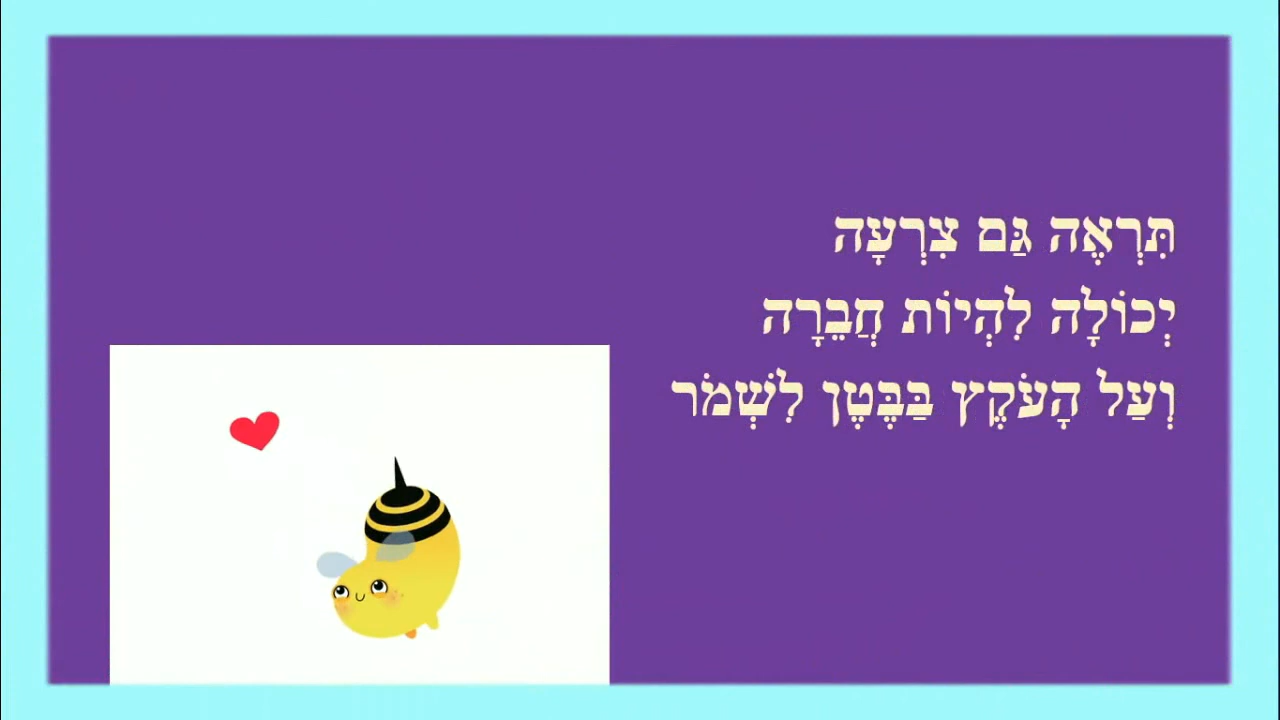 תִּרְאֶה גַּם צִרְעָה
יְכוֹלָה לִהְיוֹת חֲבֵרָה
וְעַל הָעֹקֶץ בַּבֶּטֶן לִשְׁמֹר